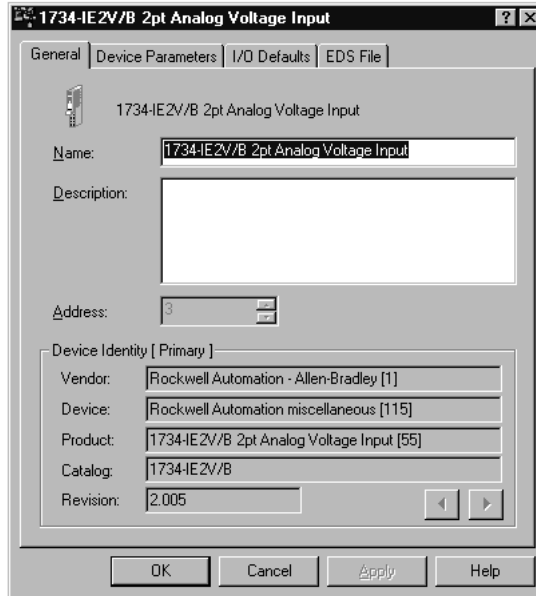 1734-IE2V/B 2pt Analog Voltage Input ? X
General Device Parameters I/O Defaults EDS File
1734-IE2V/B 2pt Analog Voltage Input
Name: 1734-IE2V/B 2pt Analog Voltage Input
Description:
Address: 3
Device Identity [ Primary ]
Vendor: Rockwell Automation - Allen-Bradley [1]
Device: Rockwell Automation miscellaneous [115]
Product: 1734-IE2V/B 2pt Analog Voltage Input [55]
Catalog: 1734-IE2V/B
Revision: 2.005
OK Cancel Apply Help